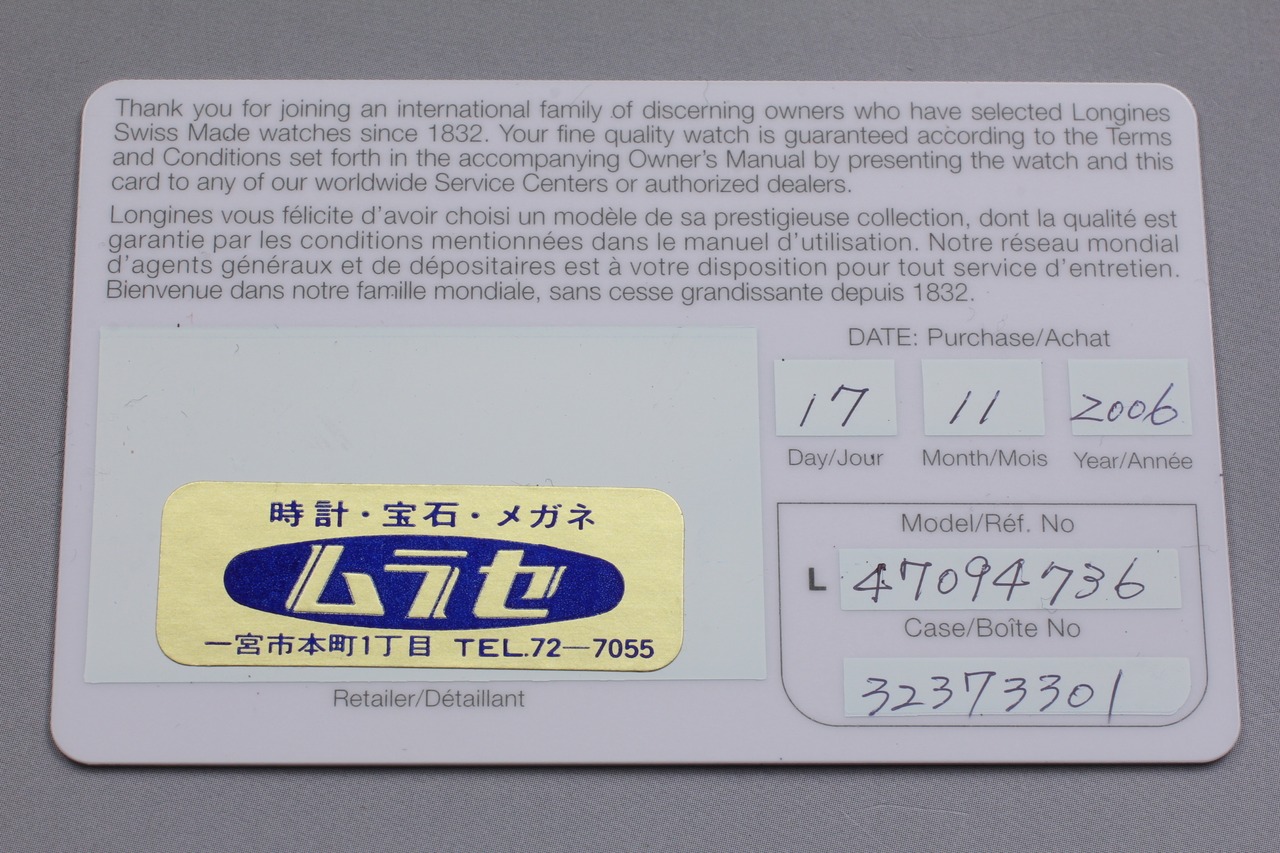 Thank you for joining an international family of discerning owners who have selected Longines
Swiss Made watches since 1832. Your fine quality watch is guaranteed according to the Terms
and Conditions set forth in the accompanying Owner's Manual by presenting the watch and this
card to any of our worldwide Service Centers or authorized dealers.
Longines vous félicite d'avoir choisi un modèle de sa prestigieuse collection, dont la qualité est
garantie par les conditions mentionnées dans le manuel d'utilisation. Notre réseau mondial
d'agents généraux et de dépositaires est à votre disposition pour tout service d'entretien.
Bienvenue dans notre famille mondiale, sans cesse grandissante depuis 1832.
DATE: Purchase/Achat
17 11 2006
Day/Jour Month/Mois Year/Année
時計・宝石・メガネ
ムラセ
一宮市本町1丁目 TEL.72—7055
Retailer/Détaillant
Model/Réf. No
L 47094736
Case/Boîte No
32373301